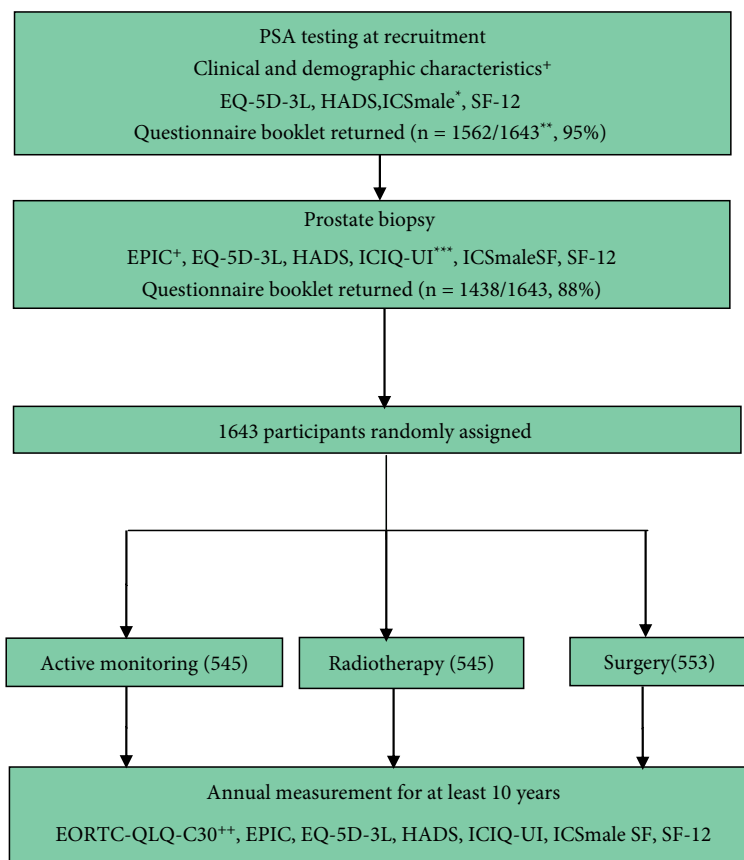 PSA testing at recruitment
Clinical and demographic characteristics+
EQ-5D-3L, HADS,ICSmale*, SF-12
Questionnaire booklet returned (n = 1562/1643**, 95%)
Prostate biopsy
EPIC+, EQ-5D-3L, HADS, ICIQ-UI***, ICSmaleSF, SF-12
Questionnaire booklet returned (n = 1438/1643, 88%)
1643 participants randomly assigned
Active monitoring (545)
Radiotherapy (545)
Surgery(553)
Annual measurement for at least 10 years
EORTC-QLQ-C30++, EPIC, EQ-5D-3L, HADS, ICIQ-UI, ICSmale SF, SF-12